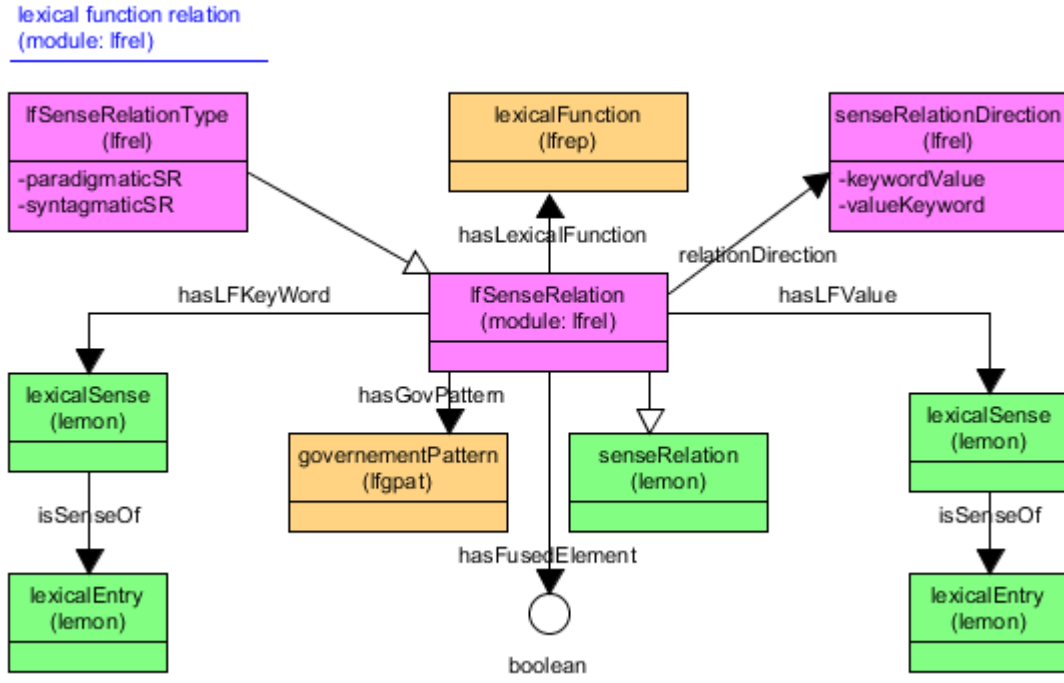 lexical function relation
(module: lfrel)
lfSenseRelationType
(lfrel)
-paradigmaticSR
-syntagmaticSR
lexicalFunction
(lfrep)
senseRelationDirection
(lfrel)
-keywordValue
-valueKeyword
hasLexicalFunction
relationDirection
hasLFKeyWord
lfSenseRelation
(module: lfrel)
hasLFValue
hasGovPattern
lexicalSense
(lemon)
governementPattern
(lfgpat)
senseRelation
(lemon)
lexicalSense
(lemon)
isSenseOf
isSenseOf
hasFusedElement
lexicalEntry
(lemon)
boolean
lexicalEntry
(lemon)